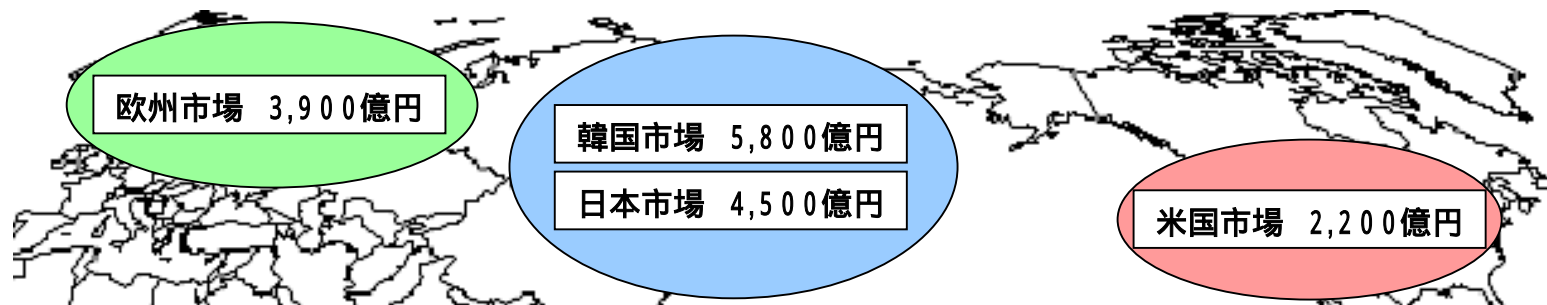 欧州市場 3,900億円
韓国市場 5,800億円
日本市場 4,500億円
米国市場 2,200億円